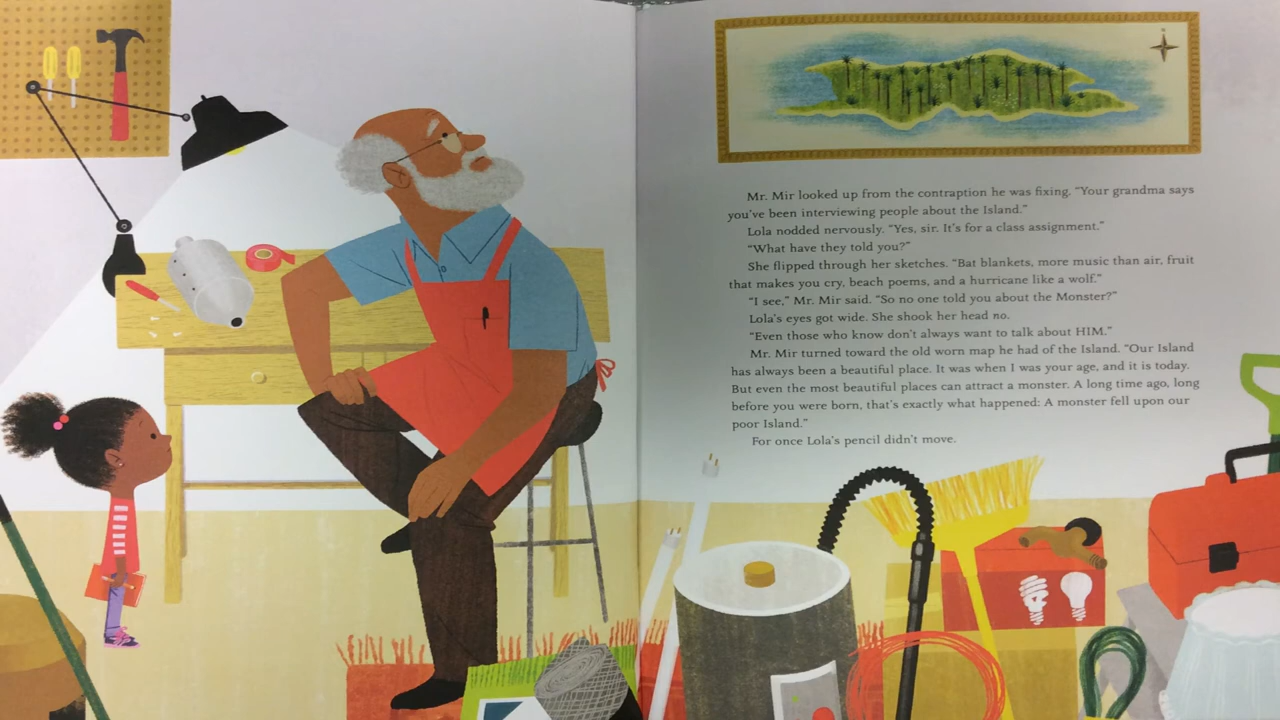 Mr. Mir looked up from the contraption he was fixing. “Your grandma says
you’ve been interviewing people about the Island.”
Lola nodded nervously. “Yes, sir. It’s for a class assignment.”
“What have they told you?”
She flipped through her sketches. “Bat blankets, more music than air, fruit
that makes you cry, beach poems, and a hurricane like a wolf.”
“I see,” Mr. Mir said. “So no one told you about the Monster?”
Lola’s eyes got wide. She shook her head no.
“Even those who know don’t always want to talk about HIM.”
Mr. Mir turned toward the old worn map he had of the Island. “Our Island
has always been a beautiful place. It was when I was your age, and it is today.
But even the most beautiful places can attract a monster. A long time ago, long
before you were born, that’s exactly what happened: A monster fell upon our
poor Island.”
For once Lola’s pencil didn’t move.